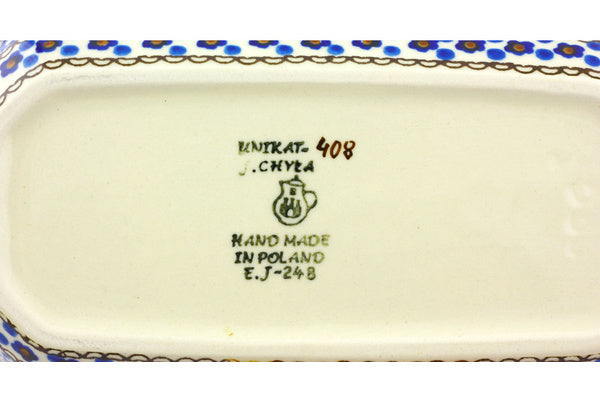 UNIKAT- 408
J.CHYŁA
HAND MADE
IN POLAND
E.J-248